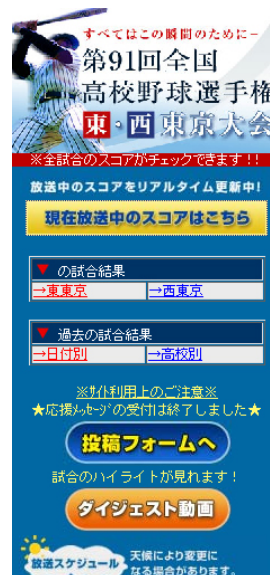 すべてはこの瞬間のために−
第91回全国
高校野球選手権
東・西東京大会
※全試合のスコアがチェックできます!!
放送中のスコアをリアルタイム更新中!
現在放送中のスコアはこちら
▼ の試合結果
→東東京 →西東京
▼ 過去の試合結果
→日付別 →高校別
※ｻｲﾄ利用上のご注意※
★応援ﾒｯｾｰｼﾞの受付は終了しました★
投稿フォームへ
試合のハイライトが見れます!
ダイジェスト動画
放送スケジュール 天候により変更に
なる場合があります。